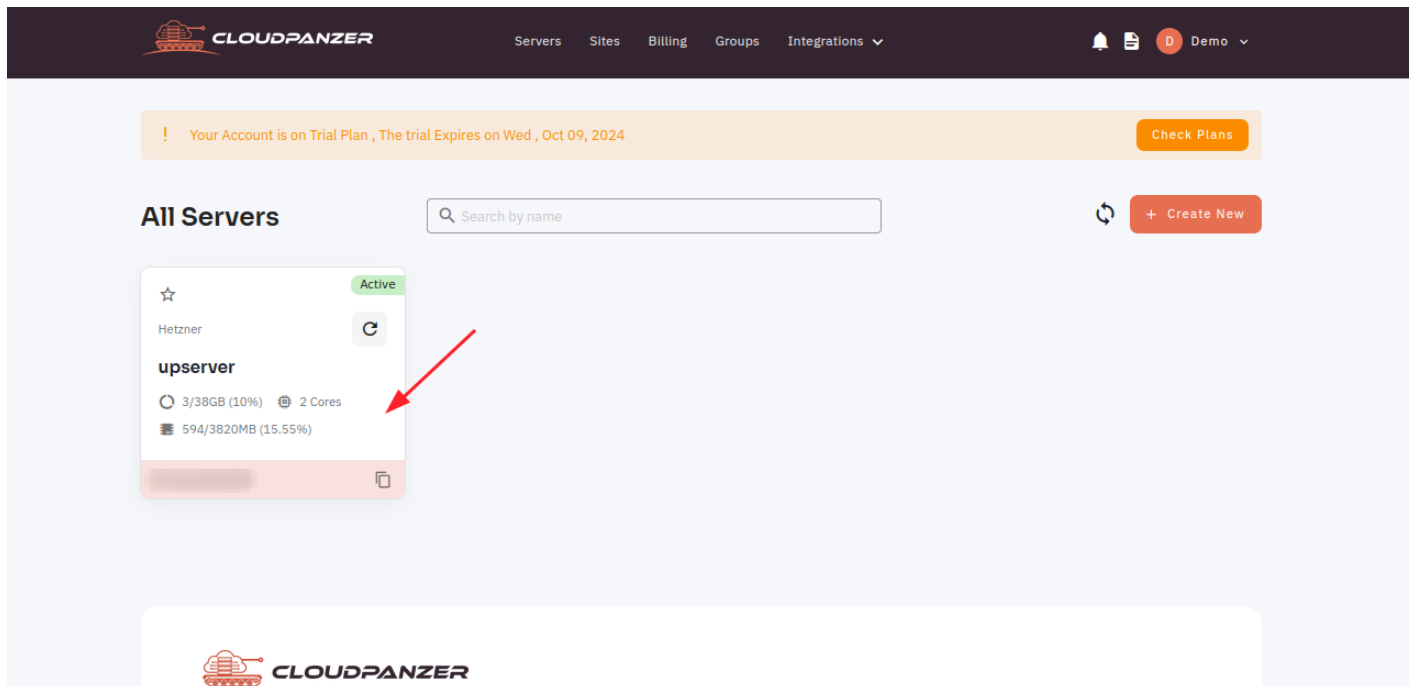 CLOUDPANZER
Servers Sites Billing Groups Integrations
D Demo
! Your Account is on Trial Plan , The trial Expires on Wed , Oct 09, 2024
Check Plans
All Servers
Search by name
+ Create New
Active
Hetzner
upserver
3/38GB (10%) 2 Cores
594/3820MB (15.55%)
CLOUDPANZER